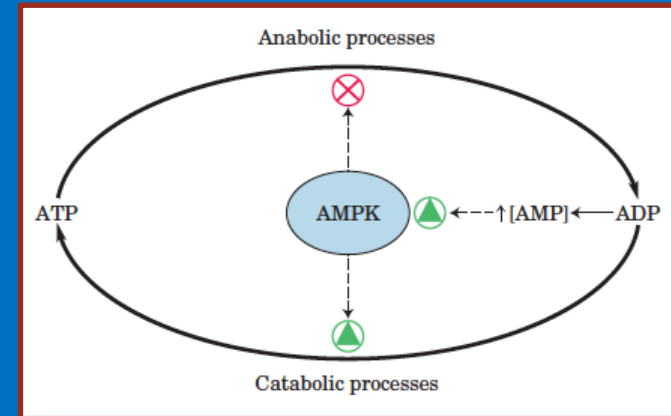 Anabolic processes
ATP
AMPK
↑[AMP]
ADP
Catabolic processes